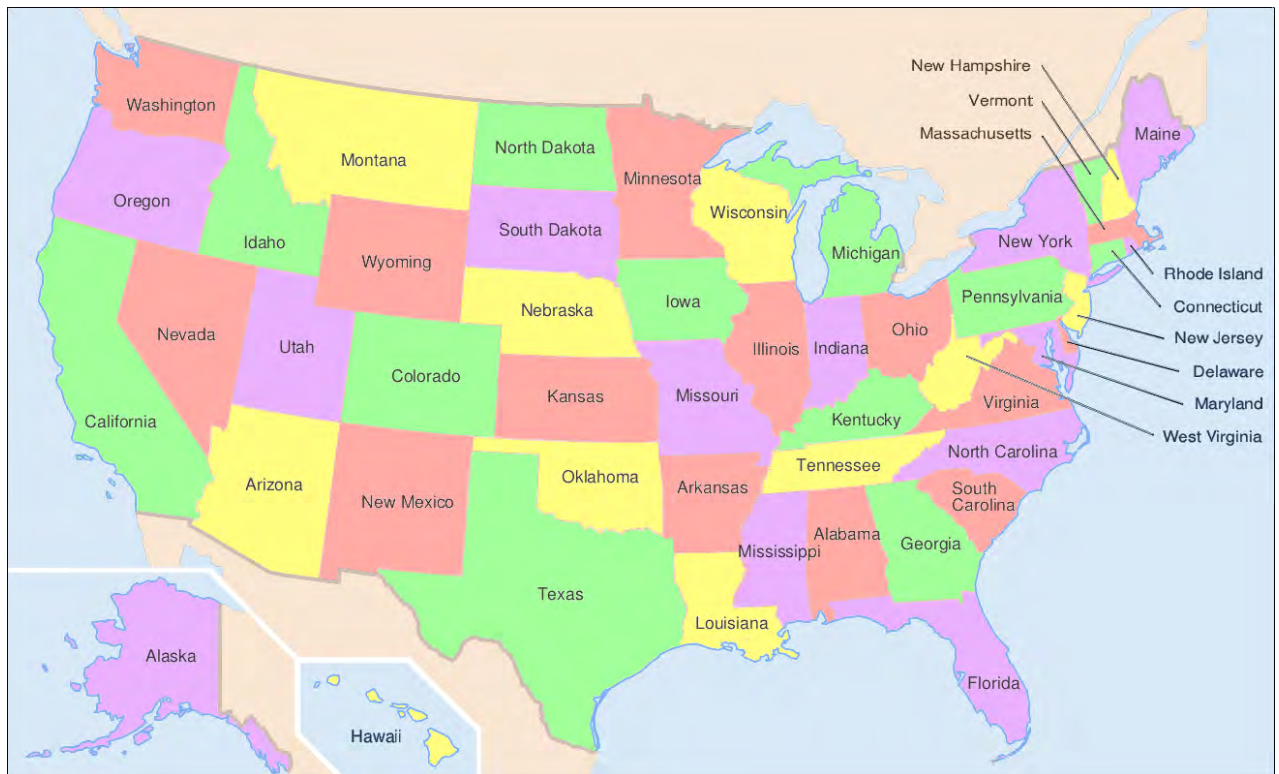 New Hampshire
Vermont
Massachusetts
Washington
Maine
Montana
North Dakota
Minnesota
Oregon
Idaho
South Dakota
Wisconsin
Michigan
New York
Wyoming
Rhode Island
Iowa
Pennsylvania
Connecticut
Nebraska
Nevada
Ohio
New Jersey
Utah
Illinois
Indiana
Delaware
Colorado
Kansas
Missouri
Virginia
Maryland
California
Kentucky
West Virginia
North Carolina
Tennessee
Arizona
Oklahoma
Arkansas
New Mexico
South
Carolina
Alabama
Georgia
Mississippi
Texas
Louisiana
Alaska
Florida
Hawaii